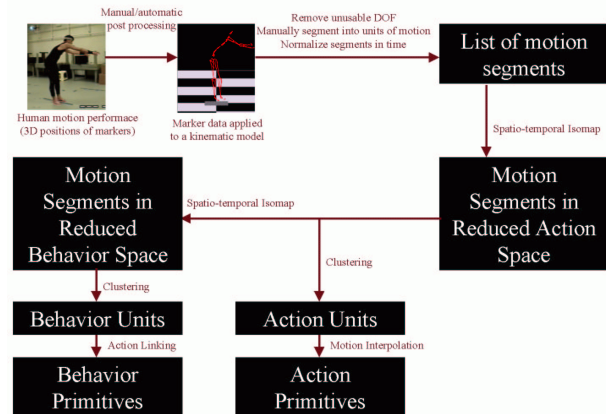 Manual/automatic
post processing
Remove unusable DOF
Manually segment into units of motion
Normalize segments in time
List of motion
segments
Human motion performace
(3D positions of markers)
Marker data applied
to a kinematic model
Spatio-temporal Isomap
Motion
Segments in
Reduced
Behavior Space
Spatio-temporal Isomap
Motion
Segments in
Reduced Action
Space
Clustering
Clustering
Behavior Units
Action Units
Action Linking
Motion Interpolation
Behavior
Primitives
Action
Primitives